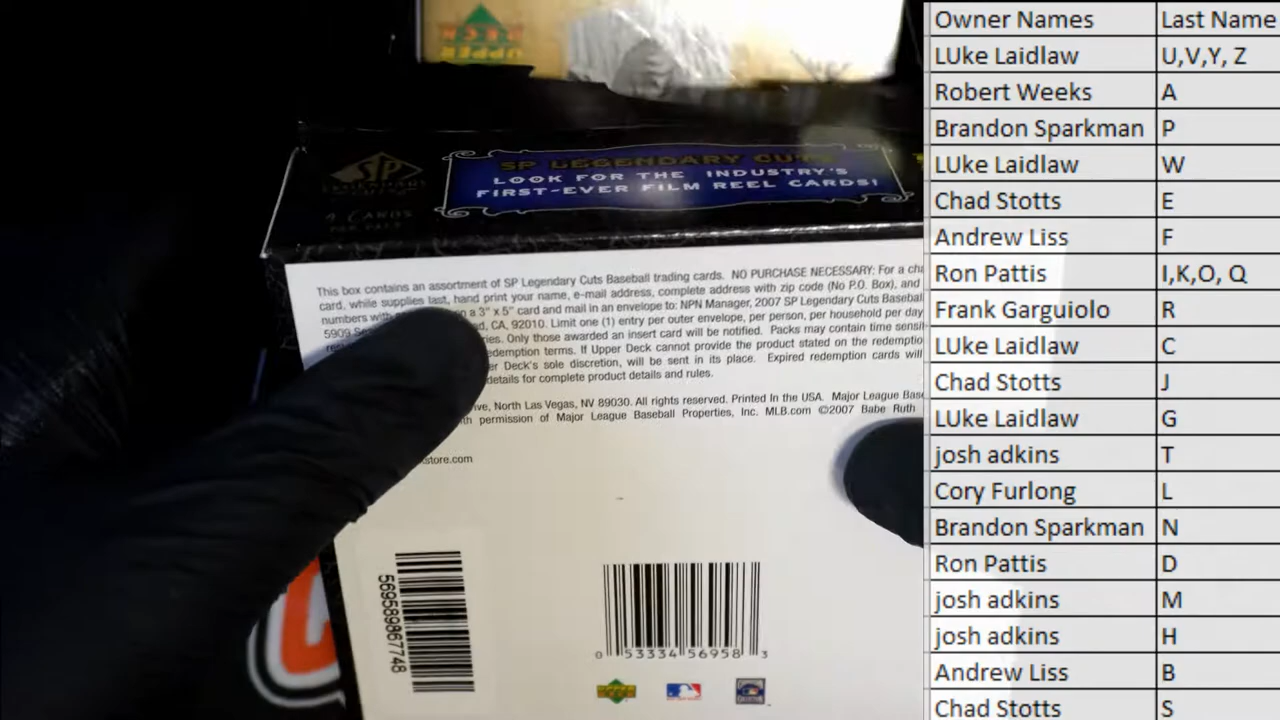 UPPER
DECK
SP LEGENDARY CUTS
LOOK FOR THE INDUSTRY'S
FIRST-EVER FILM REEL CARDS!
SP
LEGENDARY
4 CARDS
PER PACK
This box contains an assortment of SP Legendary Cuts Baseball trading cards. NO PURCHASE NECESSARY: For a
card, while supplies last, hand print your name, e-mail address, complete address with zip code (No P.O. Box), and
numbers with on a 3" x 5" card and mail in an envelope to: NPN Manager, 2007 SP Legendary Cuts Baseball
5909 CA, 92010. Limit one (1) entry per outer envelope, per person, per household per day
Only those awarded an insert card will be notified. Packs may contain time
redemption terms. If Upper Deck cannot provide the product stated on the
Deck's sole discretion, will be sent in its place. Expired redemption cards will
details for complete product details and rules.
North Las Vegas, NV 89030. All rights reserved. Printed In the USA. Major League
permission of Major League Baseball Properties, Inc. MLB.com ©2007 Babe Ruth
store.com
569589867748
0 53334 56958 3
Owner Names Last Name
LUke Laidlaw U,V,Y, Z
Robert Weeks A
Brandon Sparkman P
LUke Laidlaw W
Chad Stotts E
Andrew Liss F
Ron Pattis I,K,O, Q
Frank Garguiolo R
LUke Laidlaw C
Chad Stotts J
LUke Laidlaw G
josh adkins T
Cory Furlong L
Brandon Sparkman N
Ron Pattis D
josh adkins M
josh adkins H
Andrew Liss B
Chad Stotts S